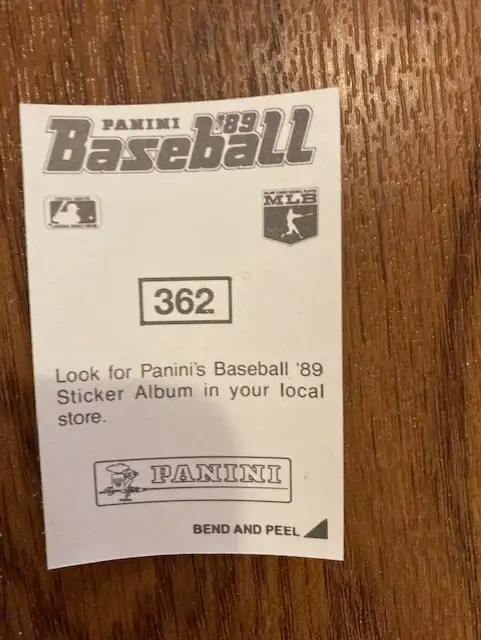 PANINI '89
Baseball
MLB
362
Look for Panini's Baseball '89
Sticker Album in your local
store.
PANINI
BEND AND PEEL